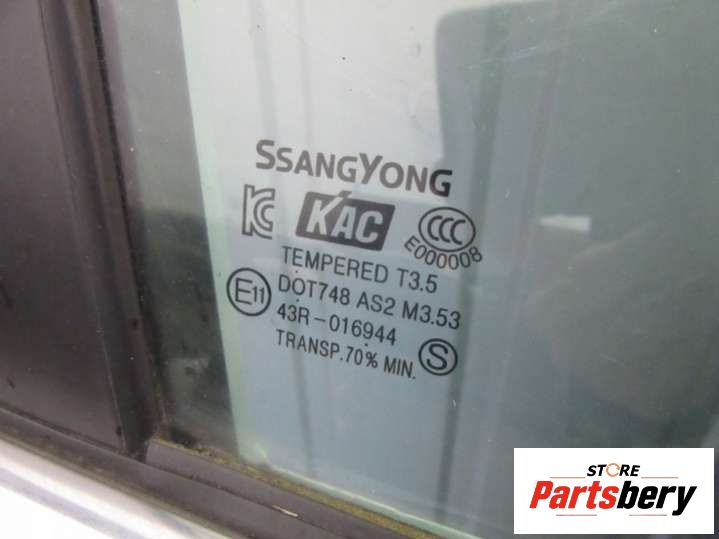 SSANGYONG
KC KAC CCC
E000008
TEMPERED T3.5
E11 DOT748 AS2 M3.53
43R-016944
TRANSP.70% MIN. S
STORE
Partsbery